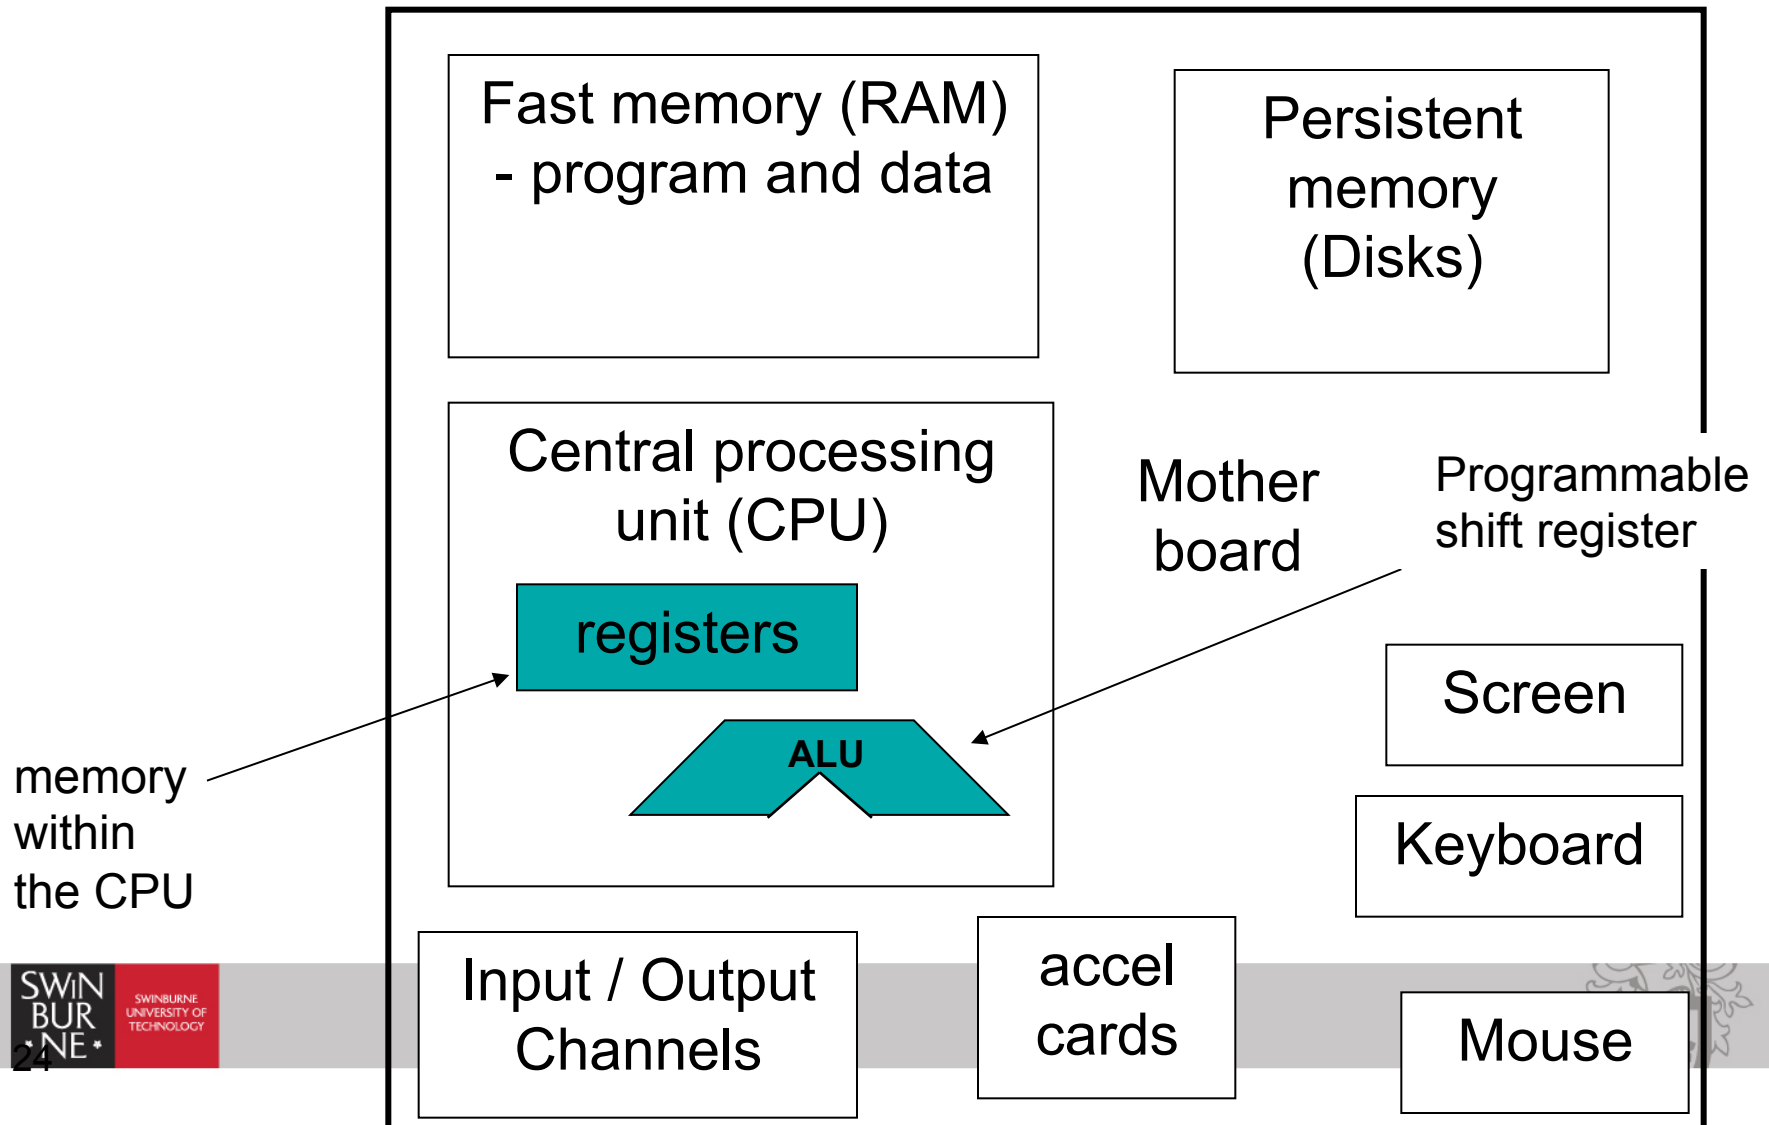 Fast memory (RAM)
- program and data
Persistent
memory
(Disks)
Central processing
unit (CPU)
registers
ALU
Mother
board
Programmable
shift register
memory
within
the CPU
Screen
Keyboard
Mouse
Input / Output
Channels
accel
cards
SWIN
BUR
NE
SWINBURNE
UNIVERSITY OF
TECHNOLOGY
24